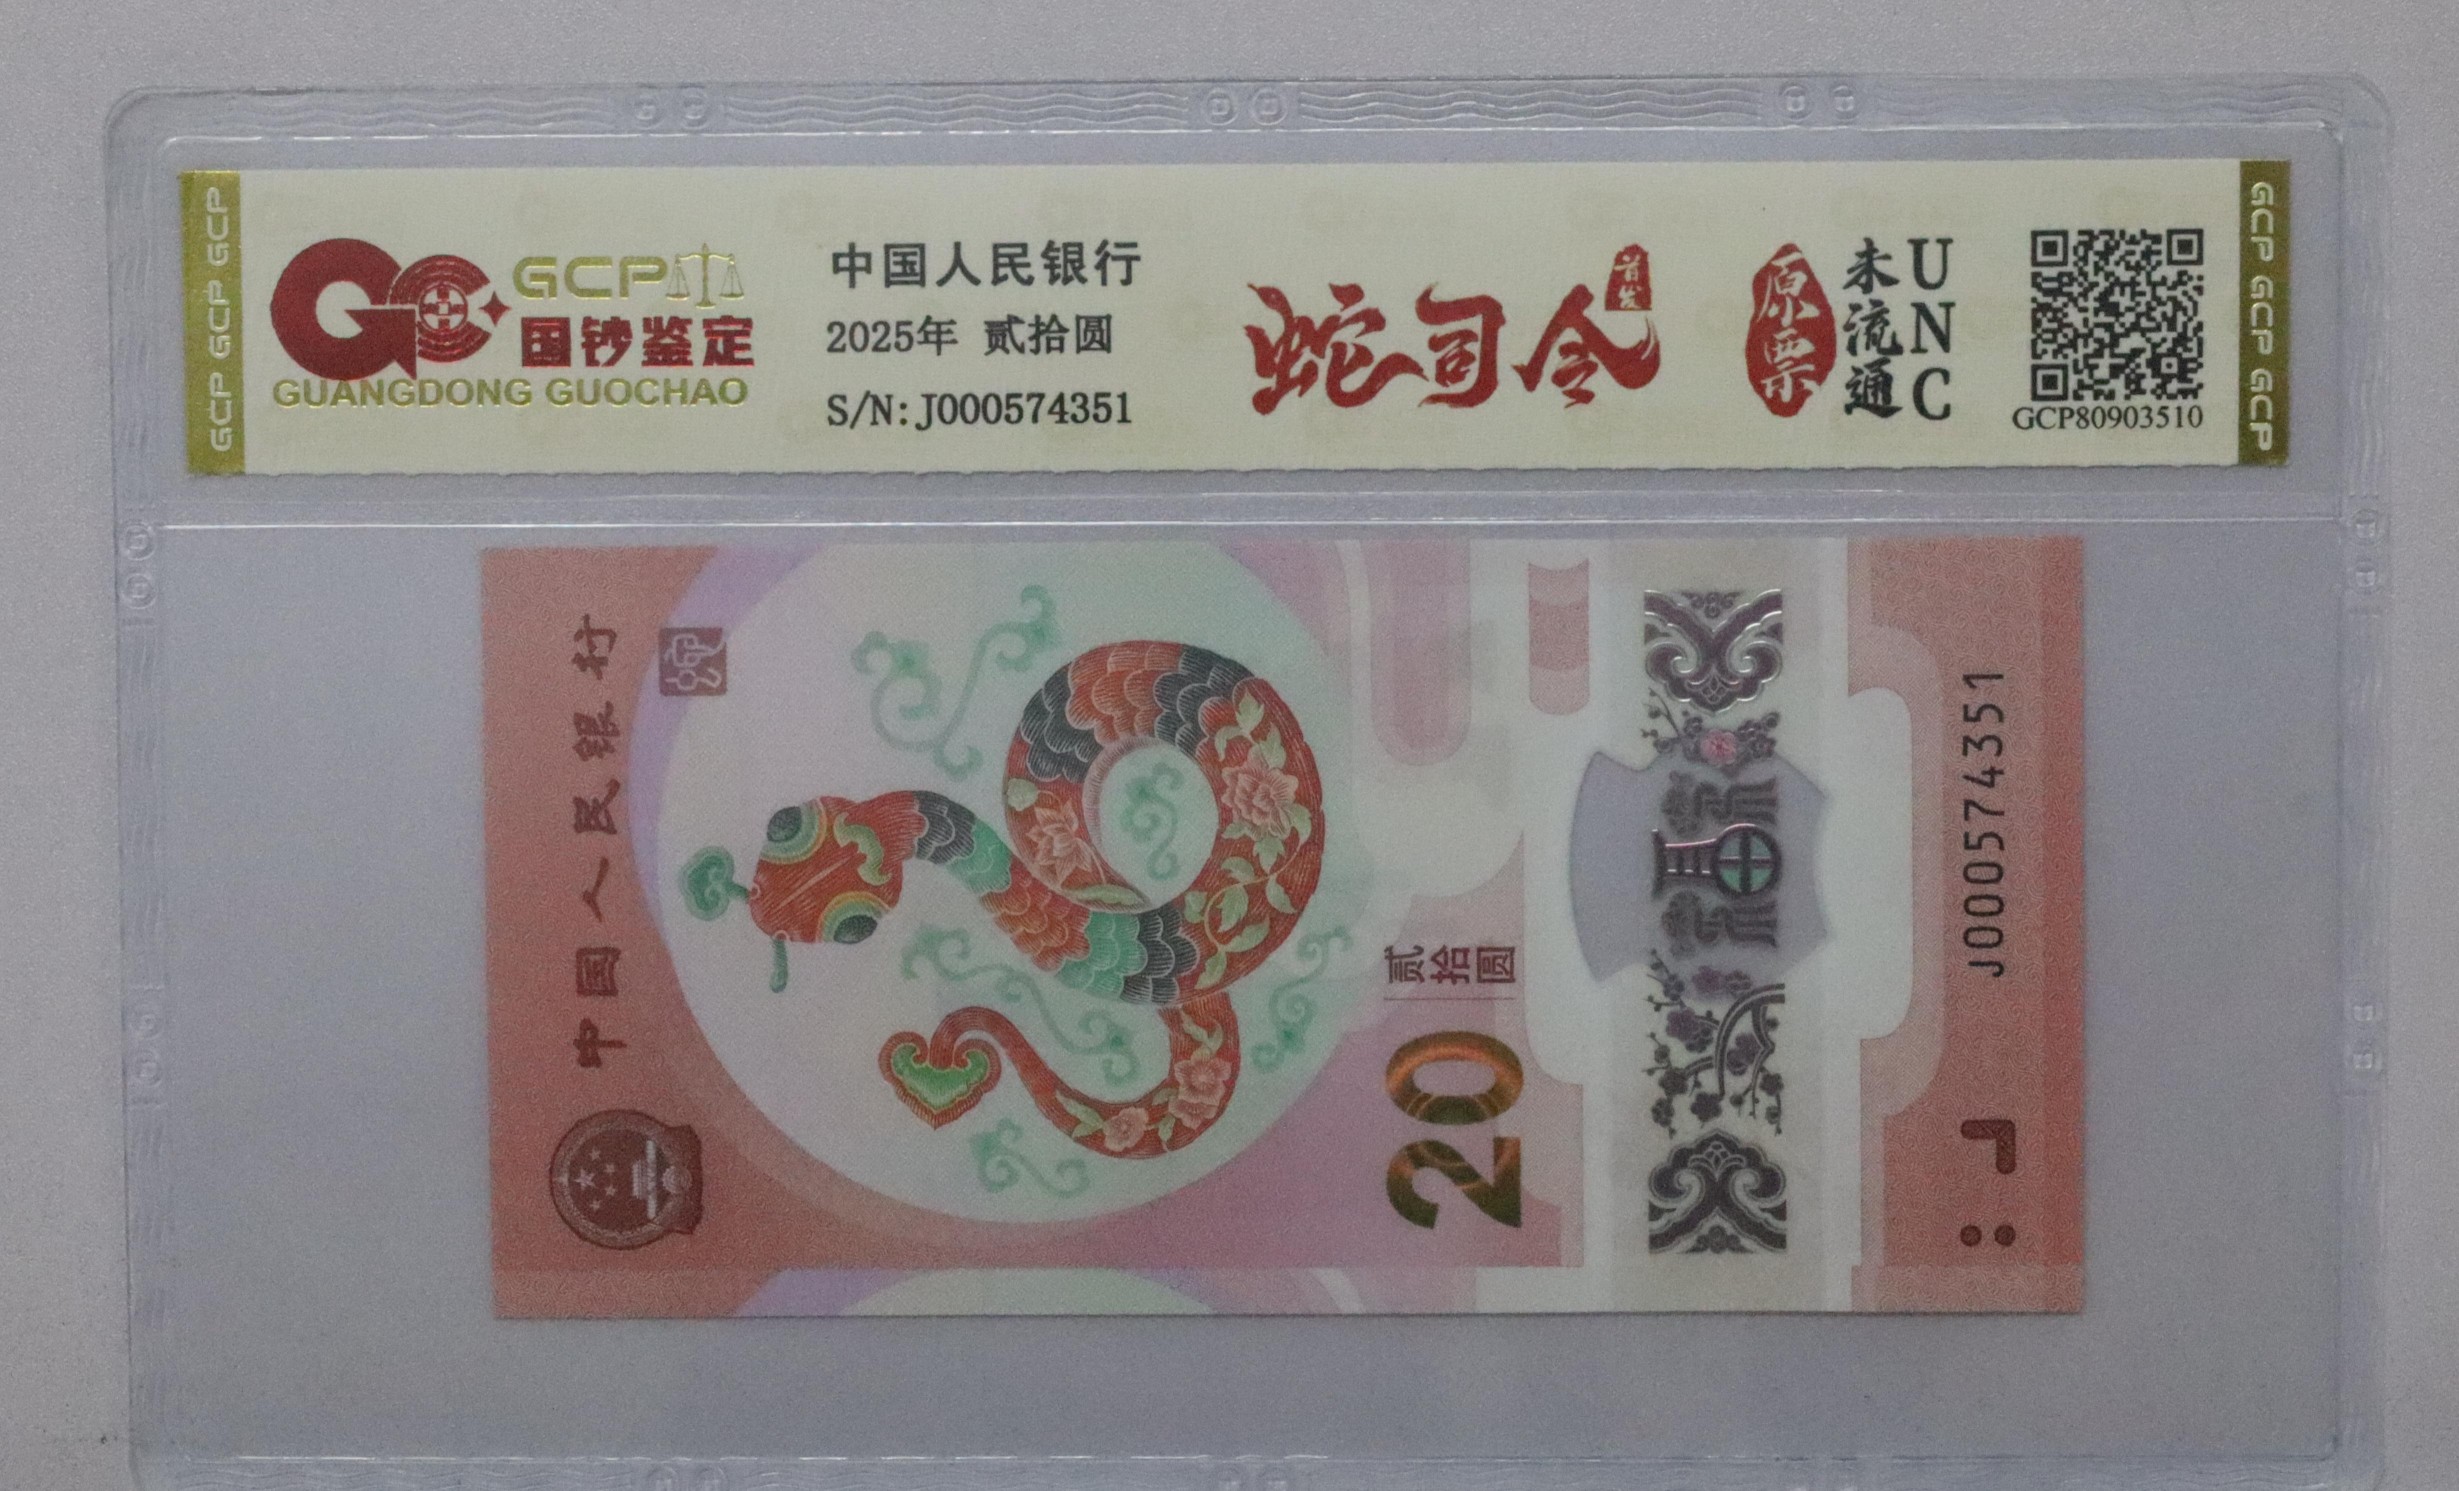 GCP GCP GCP
GCP
国钞鉴定
GUANGDONG GUOCHAO
中国人民银行
2025年 贰拾圆
S/N:J000574351
蛇司令
首发
原票
未流通
UNC
GCP80903510
GCP GCP GCP
中国人民银行
贰拾圆
20
福
J000574351